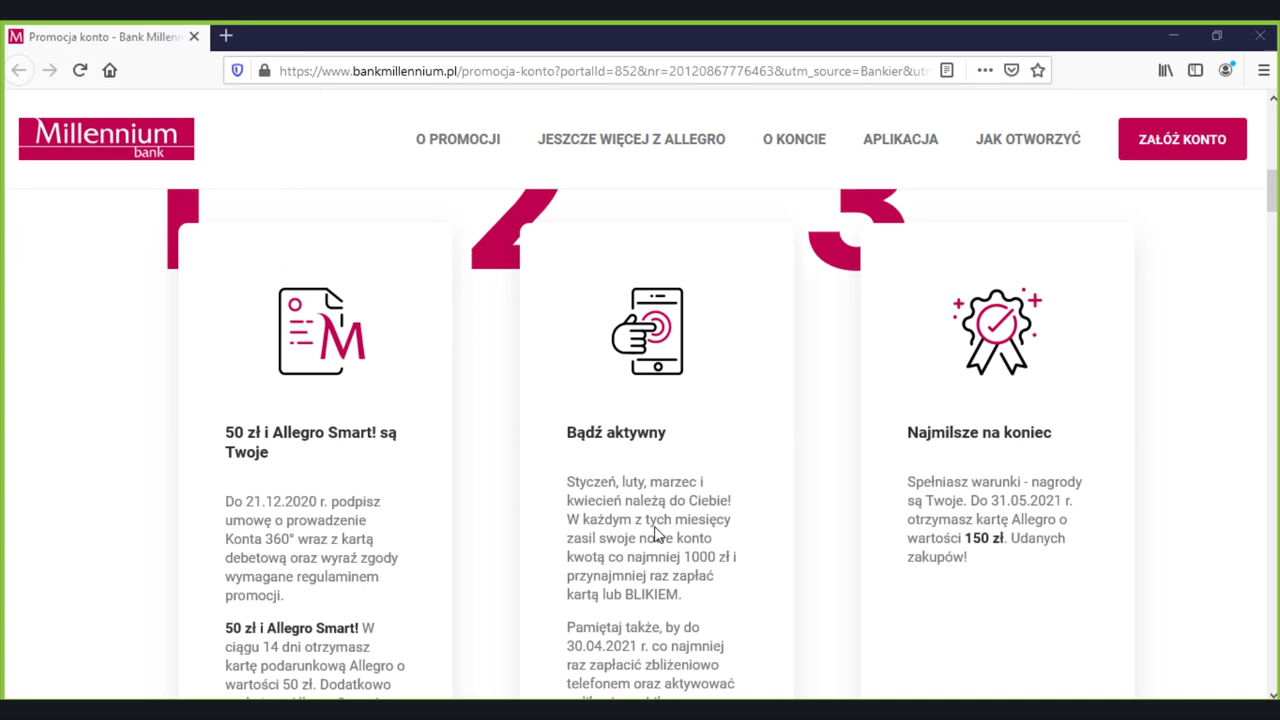 Promocja konto - Bank Millenn
https://www.bankmillennium.pl/promocja-konto?portalId=852&nr=20120867776463&utm_source=Bankier&utm
Millennium
bank
O PROMOCJI
JESZCZE WIĘCEJ Z ALLEGRO
O KONCIE
APLIKACJA
JAK OTWORZYĆ
ZAŁÓŻ KONTO
1
2
3
50 zł i Allegro Smart! są
Twoje
Do 21.12.2020 r. podpisz
umowę o prowadzenie
Konta 360° wraz z kartą
debetową oraz wyraź zgody
wymagane regulaminem
promocji.
50 zł i Allegro Smart! W
ciągu 14 dni otrzymasz
kartę podarunkową Allegro o
wartości 50 zł. Dodatkowo
Bądź aktywny
Styczeń, luty, marzec i
kwiecień należą do Ciebie!
W każdym z tych miesięcy
zasil swoje nowe konto
kwotą co najmniej 1000 zł i
przynajmniej raz zapłać
kartą lub BLIKIEM.
Pamiętaj także, by do
30.04.2021 r. co najmniej
raz zapłacić zbliżeniowo
telefonem oraz aktywować
Najmilsze na koniec
Spełniasz warunki - nagrody
są Twoje. Do 31.05.2021 r.
otrzymasz kartę Allegro o
wartości 150 zł. Udanych
zakupów!